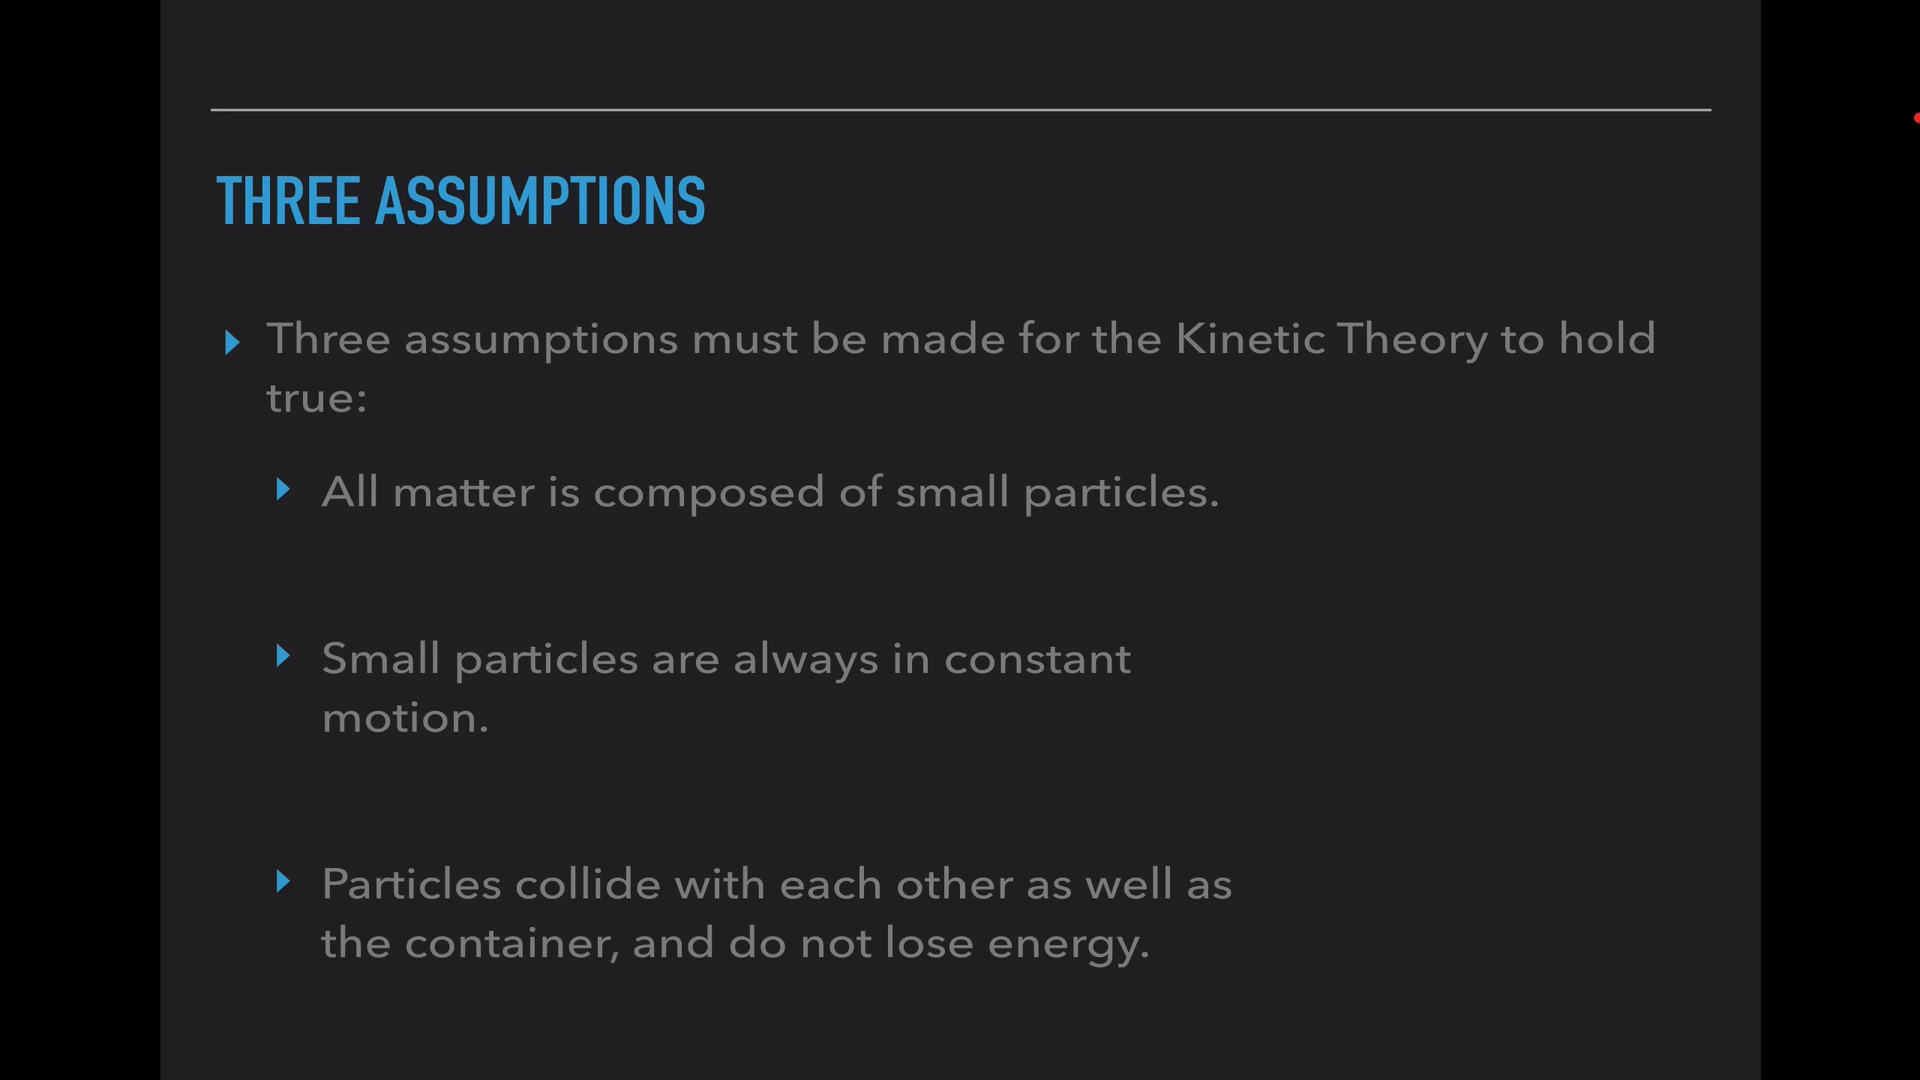 THREE ASSUMPTIONS
Three assumptions must be made for the Kinetic Theory to hold
true:
All matter is composed of small particles.
Small particles are always in constant
motion.
Particles collide with each other as well as
the container, and do not lose energy.